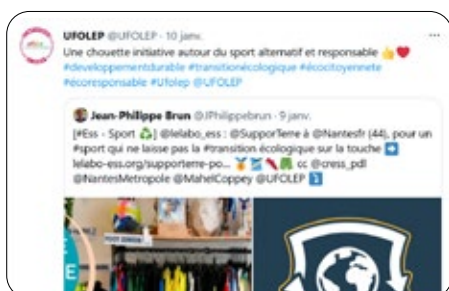 UFOLEP @UFOLEP · 10 janv.
Une chouette initiative autour du sport alternatif et responsable 👍❤️
#developpementdurable #transitionécologique #écocitoyennete
#écoresponsable #Ufolep @UFOLEP
Jean-Philippe Brun @JPhilippebrun · 9 janv.
[#Ess - Sport ♻️] @lelabo_ess : @SupporTerre à @Nantesfr (44), pour un
#sport qui ne laisse pas la #transition écologique sur la touche ➡️
lelabo-ess.org/supporterre-po... cc @cress_pdl
@NantesMetropole @MahelCoppey @UFOLEP ⤵️